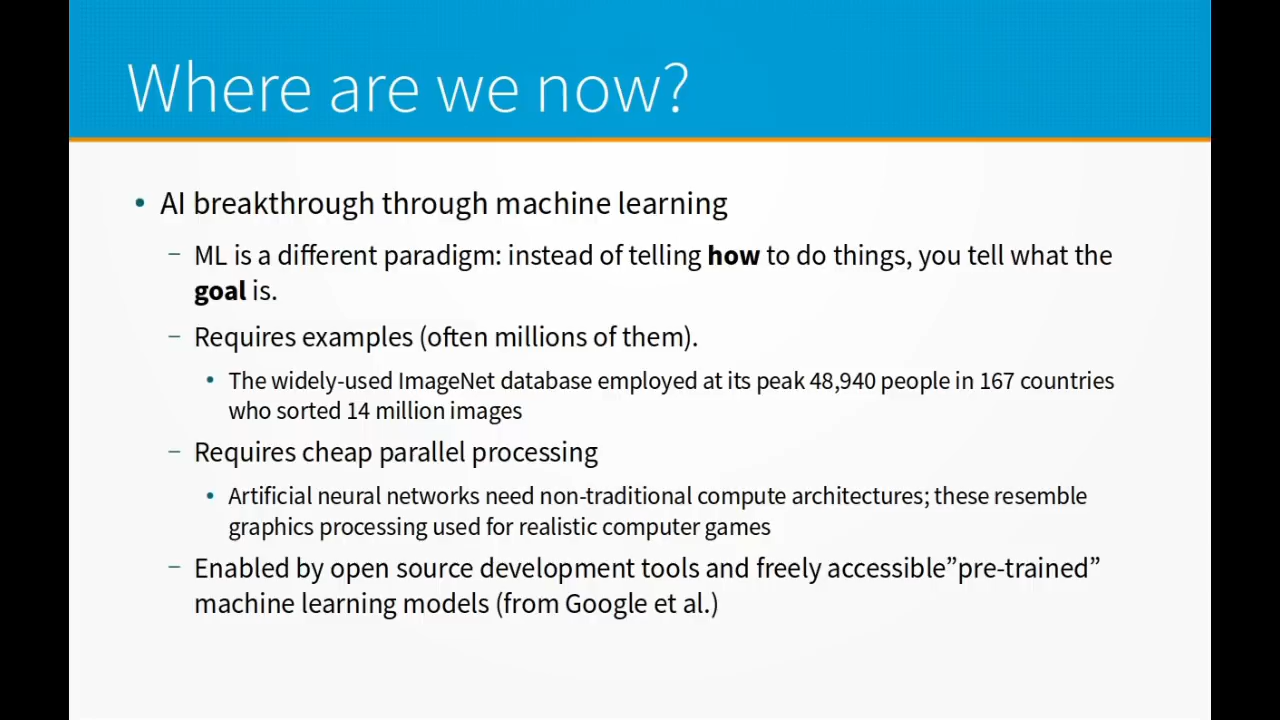 Where are we now?
• AI breakthrough through machine learning
– ML is a different paradigm: instead of telling how to do things, you tell what the
goal is.
– Requires examples (often millions of them).
• The widely-used ImageNet database employed at its peak 48,940 people in 167 countries
who sorted 14 million images
– Requires cheap parallel processing
• Artificial neural networks need non-traditional compute architectures; these resemble
graphics processing used for realistic computer games
– Enabled by open source development tools and freely accessible”pre-trained”
machine learning models (from Google et al.)